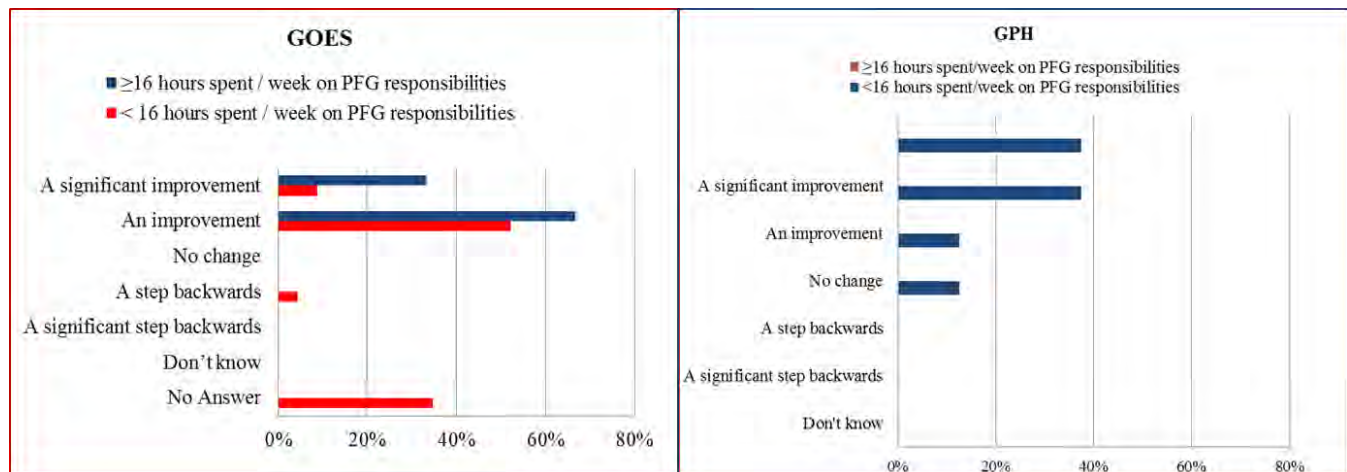 GOES
≥16 hours spent / week on PFG responsibilities
< 16 hours spent / week on PFG responsibilities
A significant improvement
An improvement
No change
A step backwards
A significant step backwards
Don’t know
No Answer
0% 20% 40% 60% 80%
GPH
≥16 hours spent/week on PFG responsibilities
<16 hours spent/week on PFG responsibilities
A significant improvement
An improvement
No change
A step backwards
A significant step backwards
Don't know
0% 20% 40% 60% 80%